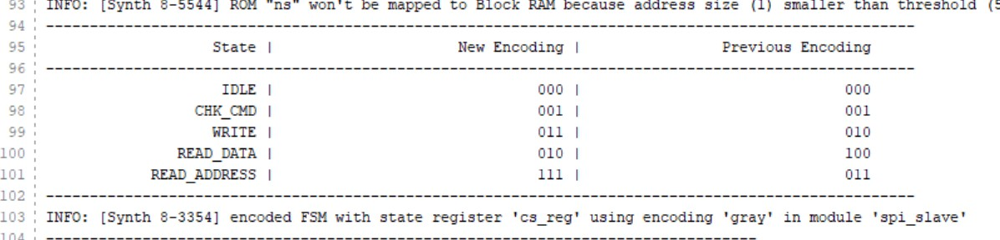 93 INFO: [Synth 8-5544] ROM "ns" won't be mapped to Block RAM because address size (1) smaller than threshold (5
94 ----------------------------------------------------------------------------------------------------
95 State | New Encoding | Previous Encoding
96 ----------------------------------------------------------------------------------------------------
97 IDLE | 000 | 000
98 CHK_CMD | 001 | 001
99 WRITE | 011 | 010
100 READ_DATA | 010 | 100
101 READ_ADDRESS | 111 | 011
102 ----------------------------------------------------------------------------------------------------
103 INFO: [Synth 8-3354] encoded FSM with state register 'cs_reg' using encoding 'gray' in module 'spi_slave'
104 ---------------------------------------------------------------------------------